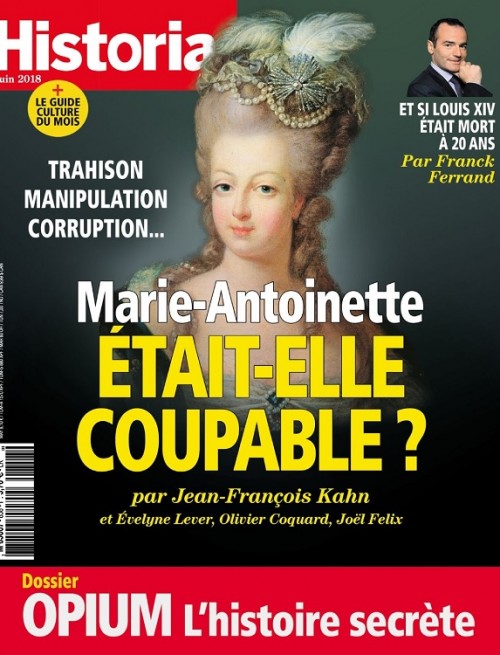 Historia
uin 2018
+
LE GUIDE
CULTURE
DU MOIS
ET SI LOUIS XIV
ÉTAIT MORT
À 20 ANS
Par Franck
Ferrand
TRAHISON
MANIPULATION
CORRUPTION...
Marie-Antoinette
ÉTAIT-ELLE
COUPABLE ?
par Jean-François Kahn
et Évelyne Lever, Olivier Coquard, Joël Felix
Dossier
OPIUM L'histoire secrète